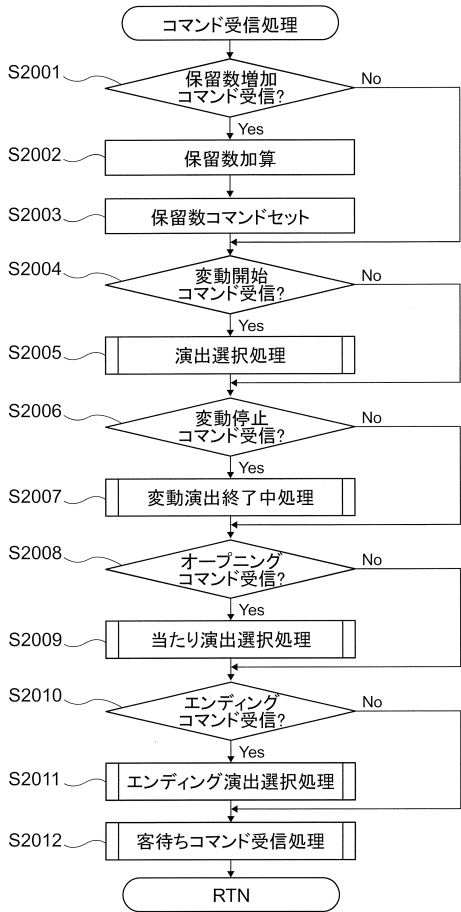 コマンド受信処理
S2001
保留数増加
コマンド受信?
No
Yes
S2002
保留数加算
S2003
保留数コマンドセット
S2004
変動開始
コマンド受信?
No
Yes
S2005
演出選択処理
S2006
変動停止
コマンド受信?
No
Yes
S2007
変動演出終了中処理
S2008
オープニング
コマンド受信?
No
Yes
S2009
当たり演出選択処理
S2010
エンディング
コマンド受信?
No
Yes
S2011
エンディング演出選択処理
S2012
客待ちコマンド受信処理
RTN